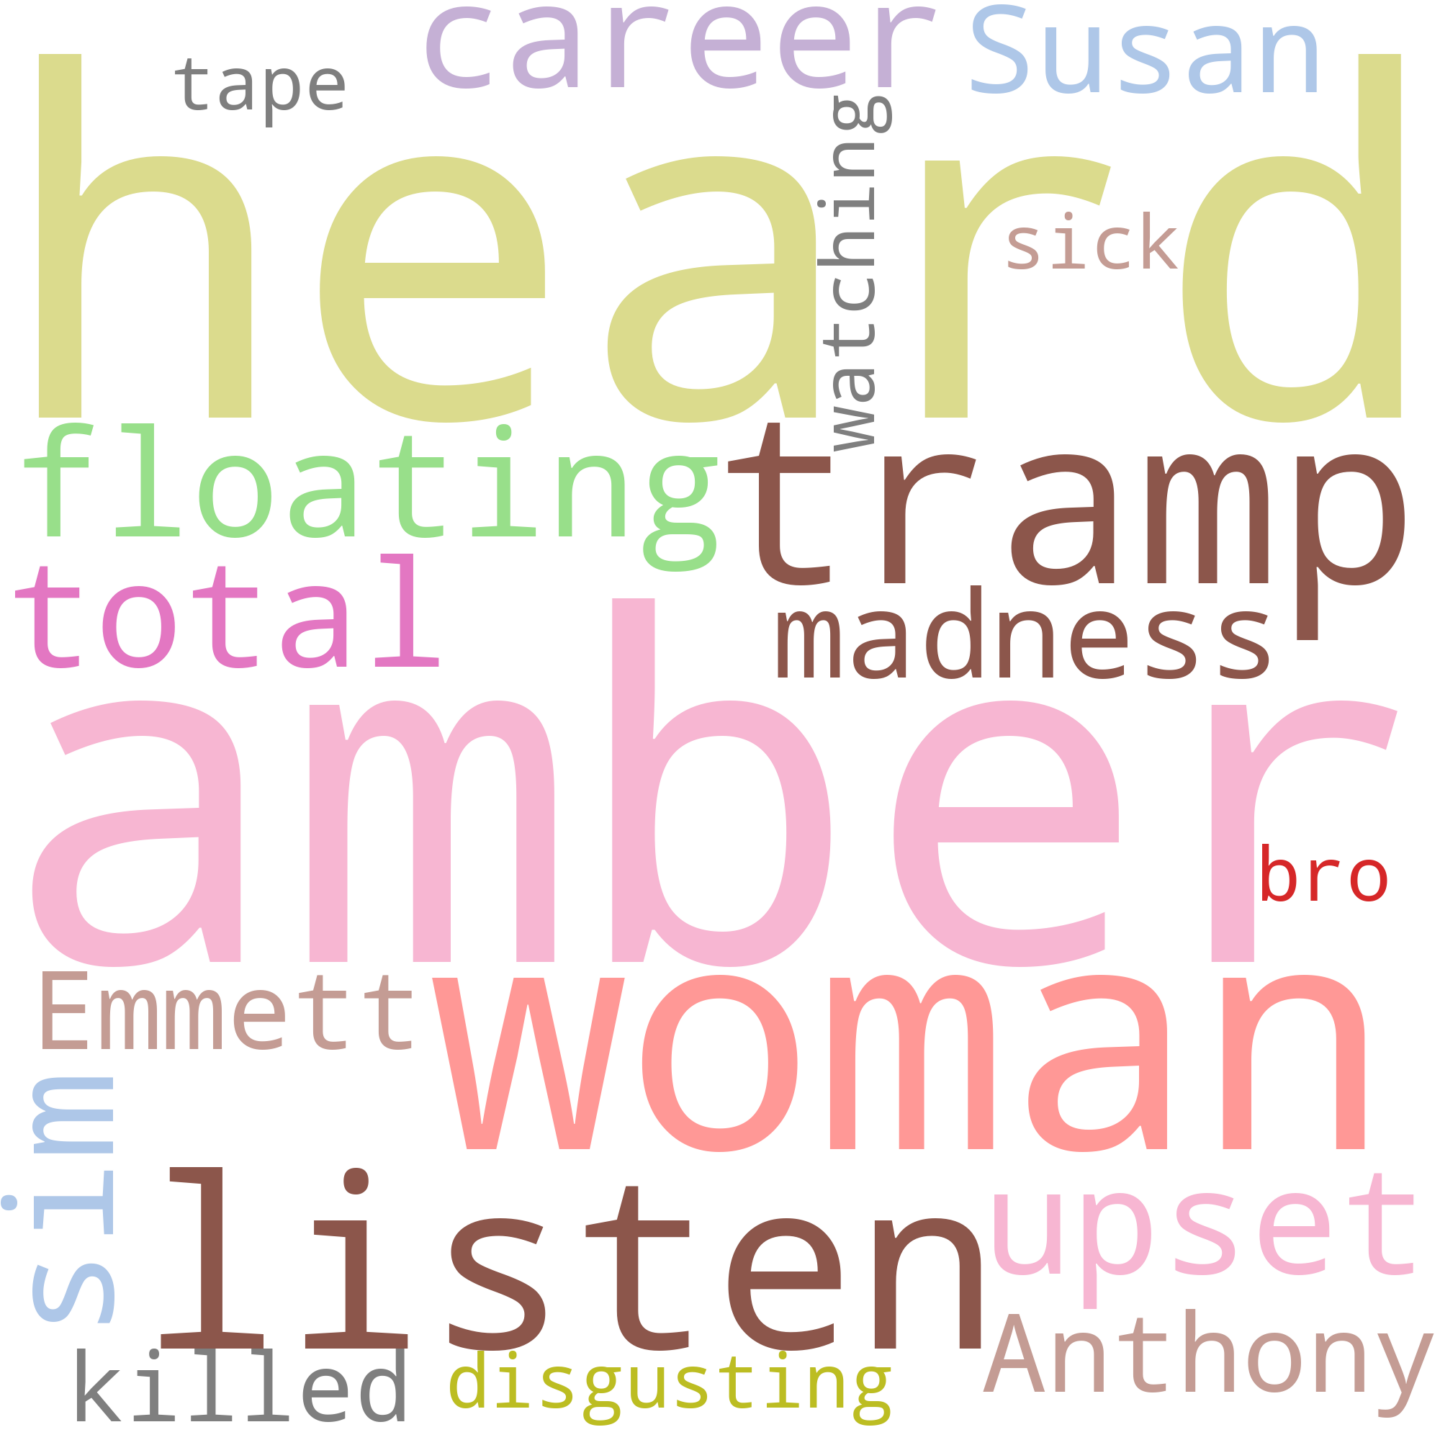 career
Susan
tape
heard
watching
sick
floating
tramp
total
madness
amber
bro
Emmett
woman
sim
listen
upset
Anthony
killed
disgusting